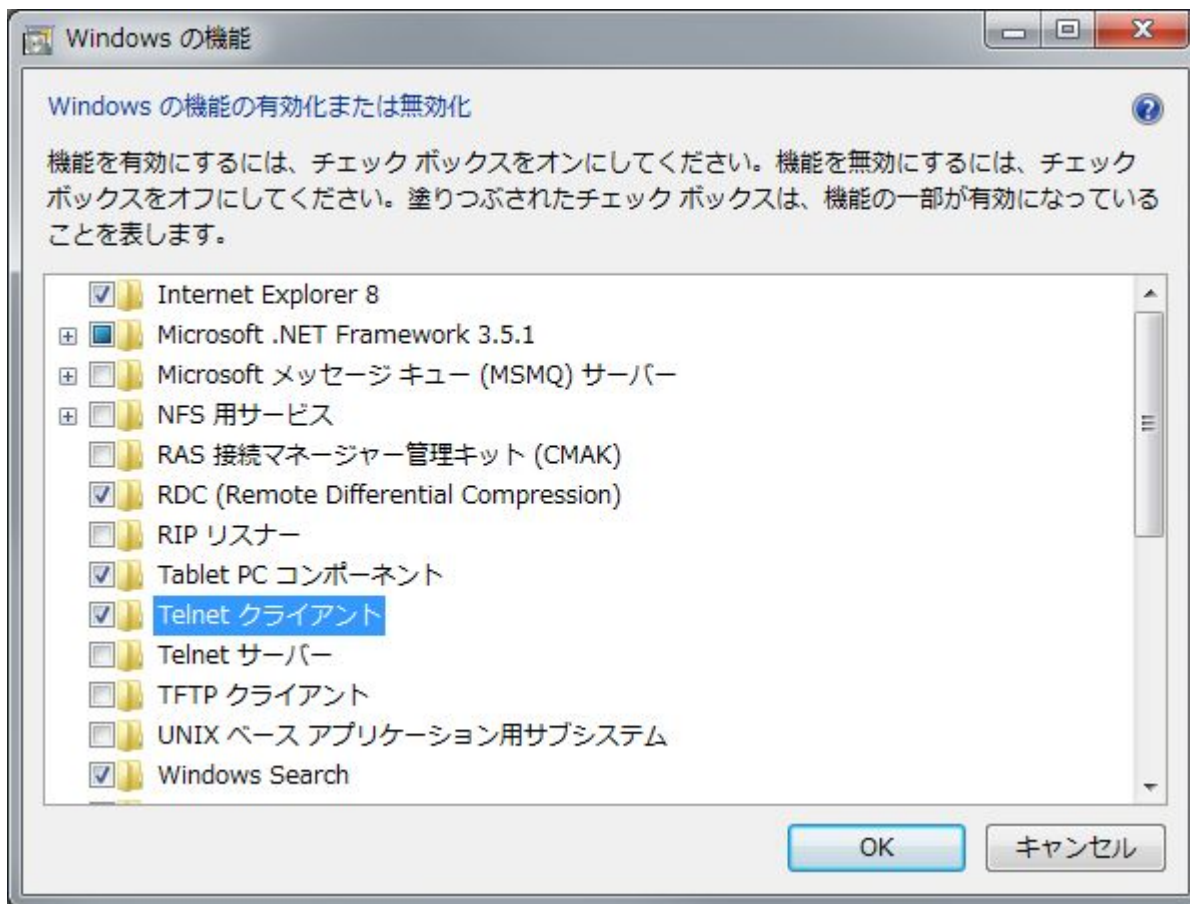 Windows の機能
Windows の機能の有効化または無効化
機能を有効にするには、チェック ボックスをオンにしてください。機能を無効にするには、チェック
ボックスをオフにしてください。塗りつぶされたチェック ボックスは、機能の一部が有効になっている
ことを表します。
Internet Explorer 8
Microsoft .NET Framework 3.5.1
Microsoft メッセージ キュー (MSMQ) サーバー
NFS 用サービス
RAS 接続マネージャー管理キット (CMAK)
RDC (Remote Differential Compression)
RIP リスナー
Tablet PC コンポーネント
Telnet クライアント
Telnet サーバー
TFTP クライアント
UNIX ベース アプリケーション用サブシステム
Windows Search
OK キャンセル